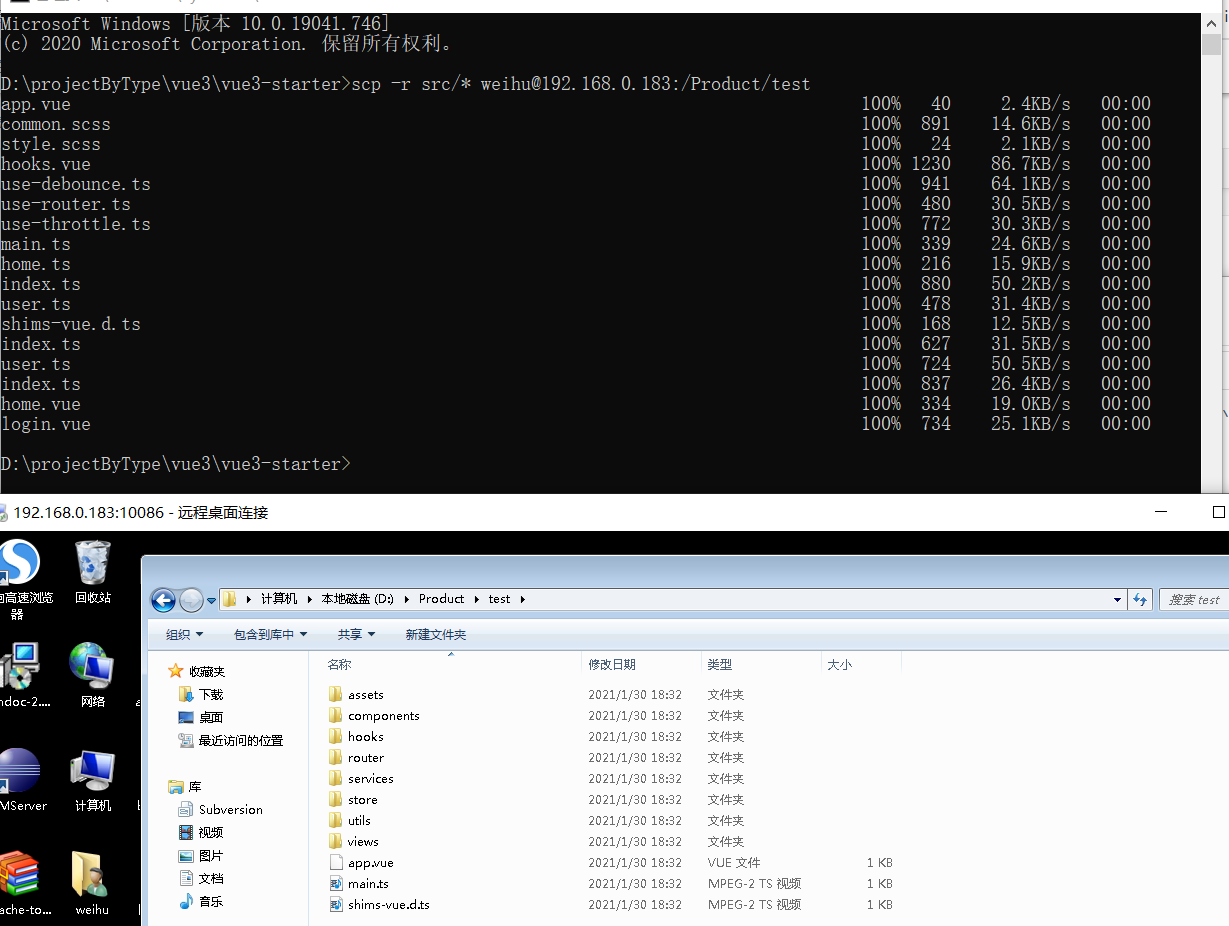 Microsoft Windows [版本 10.0.19041.746]
(c) 2020 Microsoft Corporation. 保留所有权利。
D:\projectByType\vue3\vue3-starter>scp -r src/* weihu@192.168.0.183:/Product/test
app.vue 100% 40 2.4KB/s 00:00
common.scss 100% 891 14.6KB/s 00:00
style.scss 100% 24 2.1KB/s 00:00
hooks.vue 100% 1230 86.7KB/s 00:00
use-debounce.ts 100% 941 64.1KB/s 00:00
use-router.ts 100% 480 30.5KB/s 00:00
use-throttle.ts 100% 772 30.3KB/s 00:00
main.ts 100% 339 24.6KB/s 00:00
home.ts 100% 216 15.9KB/s 00:00
index.ts 100% 880 50.2KB/s 00:00
user.ts 100% 478 31.4KB/s 00:00
shims-vue.d.ts 100% 168 12.5KB/s 00:00
index.ts 100% 627 31.5KB/s 00:00
user.ts 100% 724 50.5KB/s 00:00
index.ts 100% 837 26.4KB/s 00:00
home.vue 100% 334 19.0KB/s 00:00
login.vue 100% 734 25.1KB/s 00:00
D:\projectByType\vue3\vue3-starter>
192.168.0.183:10086 - 远程桌面连接
高速浏览
器
回收站
ndoc-2....
网络
MServer
计算机
ache-to...
weihu
计算机 本地磁盘 (D:) Product test
搜索 test
组织 包含到库中 共享 新建文件夹
收藏夹
下载
桌面
最近访问的位置
库
Subversion
视频
图片
文档
音乐
名称 修改日期 类型 大小
assets 2021/1/30 18:32 文件夹
components 2021/1/30 18:32 文件夹
hooks 2021/1/30 18:32 文件夹
router 2021/1/30 18:32 文件夹
services 2021/1/30 18:32 文件夹
store 2021/1/30 18:32 文件夹
utils 2021/1/30 18:32 文件夹
views 2021/1/30 18:32 文件夹
app.vue 2021/1/30 18:32 VUE 文件 1 KB
main.ts 2021/1/30 18:32 MPEG-2 TS 视频 1 KB
shims-vue.d.ts 2021/1/30 18:32 MPEG-2 TS 视频 1 KB